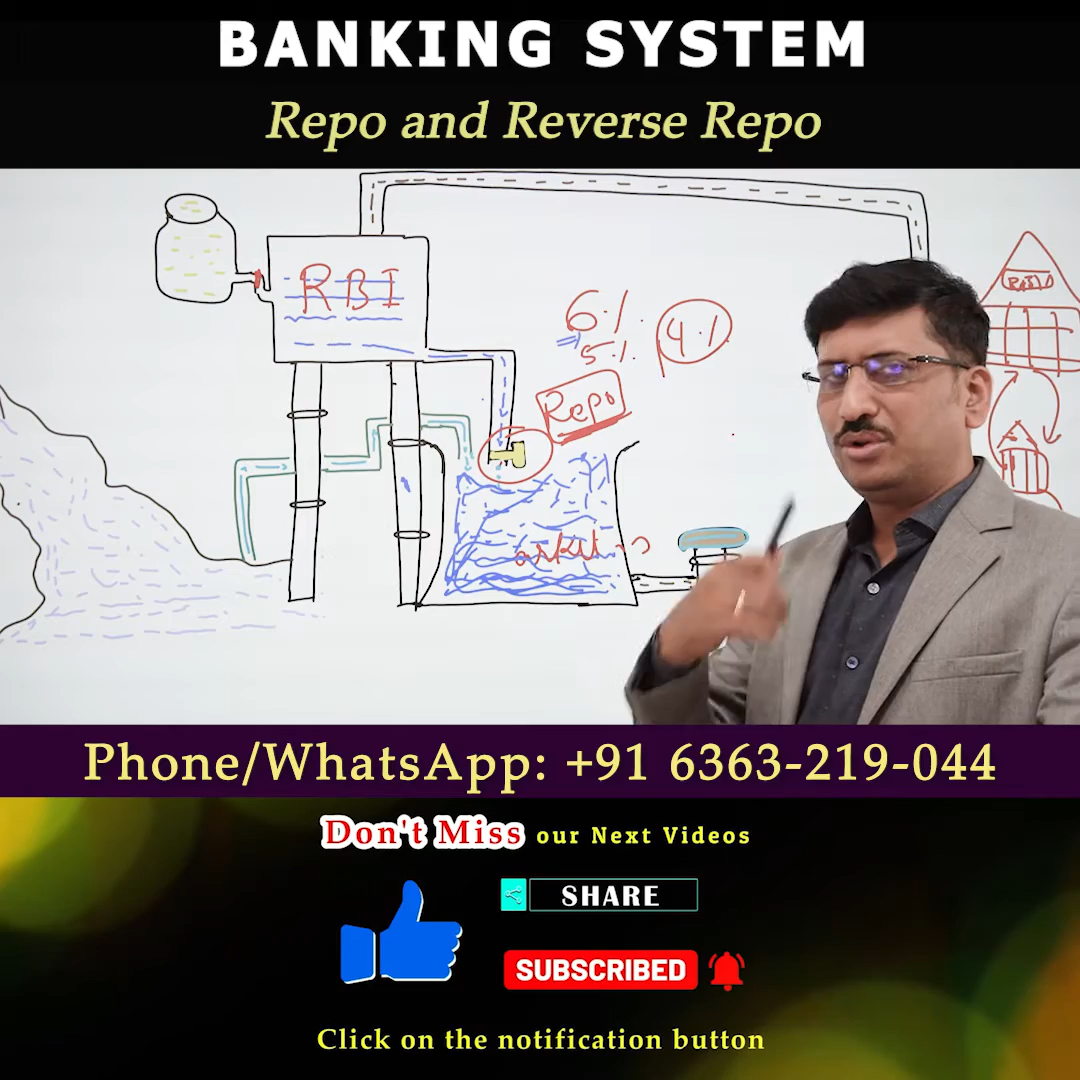 BANKING SYSTEM
Repo and Reverse Repo
RBI
6%
5%
4%
Repo
Phone/WhatsApp: +91 6363-219-044
Don't Miss our Next Videos
SHARE
SUBSCRIBED
Click on the notification button